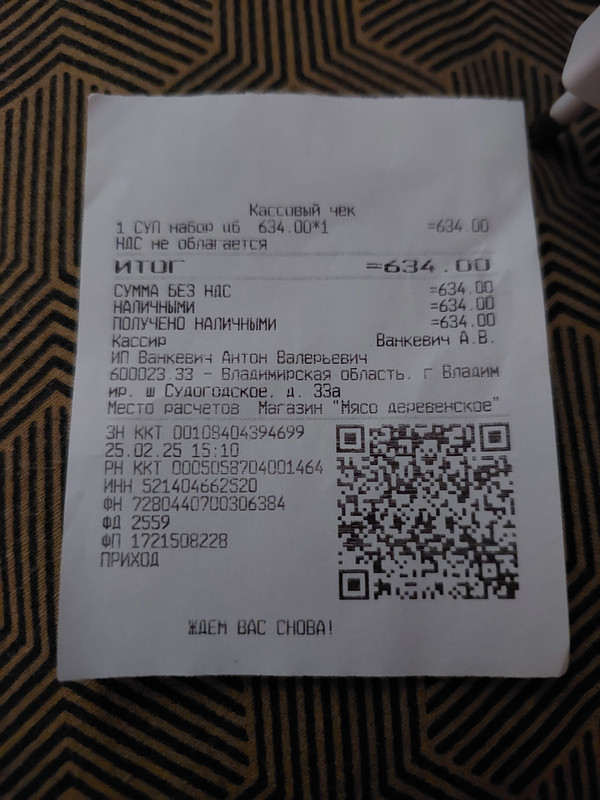 Кассовый чек
1 СУП набор цб 634.00*1 =634.00
НДС не облагается
ИТОГ =634.00
СУММА БЕЗ НДС =634.00
НАЛИЧНЫМИ =634.00
ПОЛУЧЕНО НАЛИЧНЫМИ =634.00
Кассир Ванкевич А.В.
ИП Ванкевич Антон Валерьевич
600023.33 - Владимирская область. г Владим
ир. ш Судогодское. д. 33а
Место расчетов Магазин "Мясо деревенское"
ЗН ККТ 00108404394699
25.02.25 15:10
РН ККТ 0005058704001464
ИНН 521404662520
ФН 7280440700306384
ФД 2559
ФП 1721508228
ПРИХОД
ЖДЕМ ВАС СНОВА!